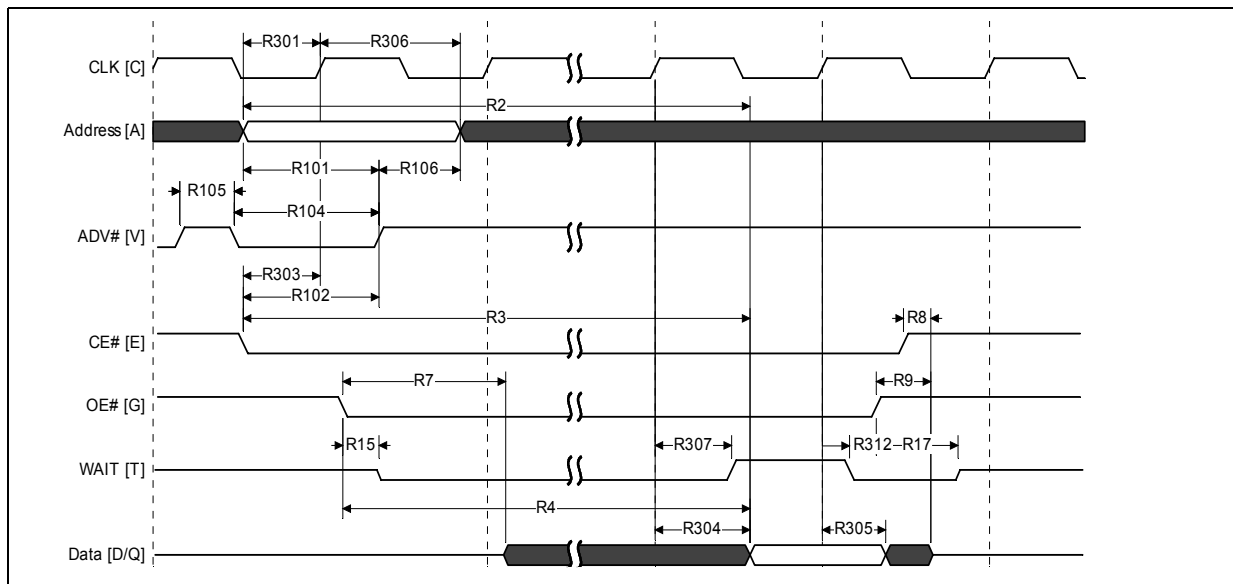 R301 R306
CLK [C]
R2
Address [A]
R101 R106
R105
R104
ADV# [V]
R303
R102
R3
R8
CE# [E]
R7
R9
OE# [G]
R15
R307
R312 R17
WAIT [T]
R4
R304
R305
Data [D/Q]